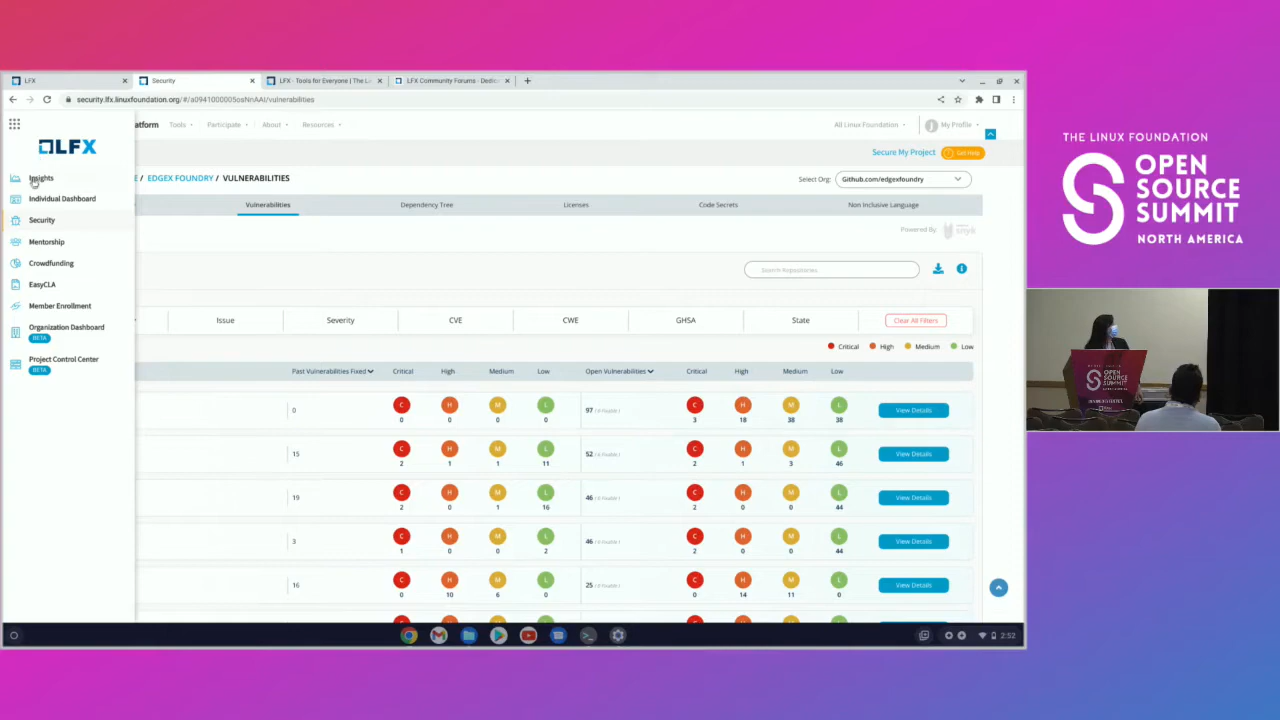 LFX
Security
LFX - Tools for Everyone | The Li
LFX Community Forums - Dedic
security.lfx.linuxfoundation.org/#/a0941000005osNnAAI/vulnerabilities
atform
Tools
Participate
About
Resources
All Linux Foundation
My Profile
LFX
Secure My Project
Get Help
Insights
Individual Dashboard
Security
Mentorship
Crowdfunding
EasyCLA
Member Enrollment
Organization Dashboard
BETA
Project Control Center
BETA
E / EDGEX FOUNDRY / VULNERABILITIES
Select Org:
Github.com/edgexfoundry
Vulnerabilities
Dependency Tree
Licenses
Code Secrets
Non Inclusive Language
Powered By
snyk
Search Repositories
Issue
Severity
CVE
CWE
GHSA
State
Clear All Filters
Critical
High
Medium
Low
Past Vulnerabilities Fixed
Critical
High
Medium
Low
Open Vulnerabilities
Critical
High
Medium
Low
0
C
0
H
0
M
0
L
0
97
C
3
H
18
M
38
L
38
View Details
15
C
2
H
1
M
1
L
11
52
C
2
H
1
M
3
L
46
View Details
19
C
2
H
0
M
1
L
16
46
C
2
H
0
M
0
L
44
View Details
3
C
1
H
0
M
0
L
2
46
C
2
H
0
M
0
L
44
View Details
16
C
0
H
10
M
6
L
0
25
C
0
H
14
M
11
L
0
View Details
2:52
THE LINUX FOUNDATION
OPEN
SOURCE
SUMMIT
NORTH AMERICA
OPEN
SOURCE
SUMMIT